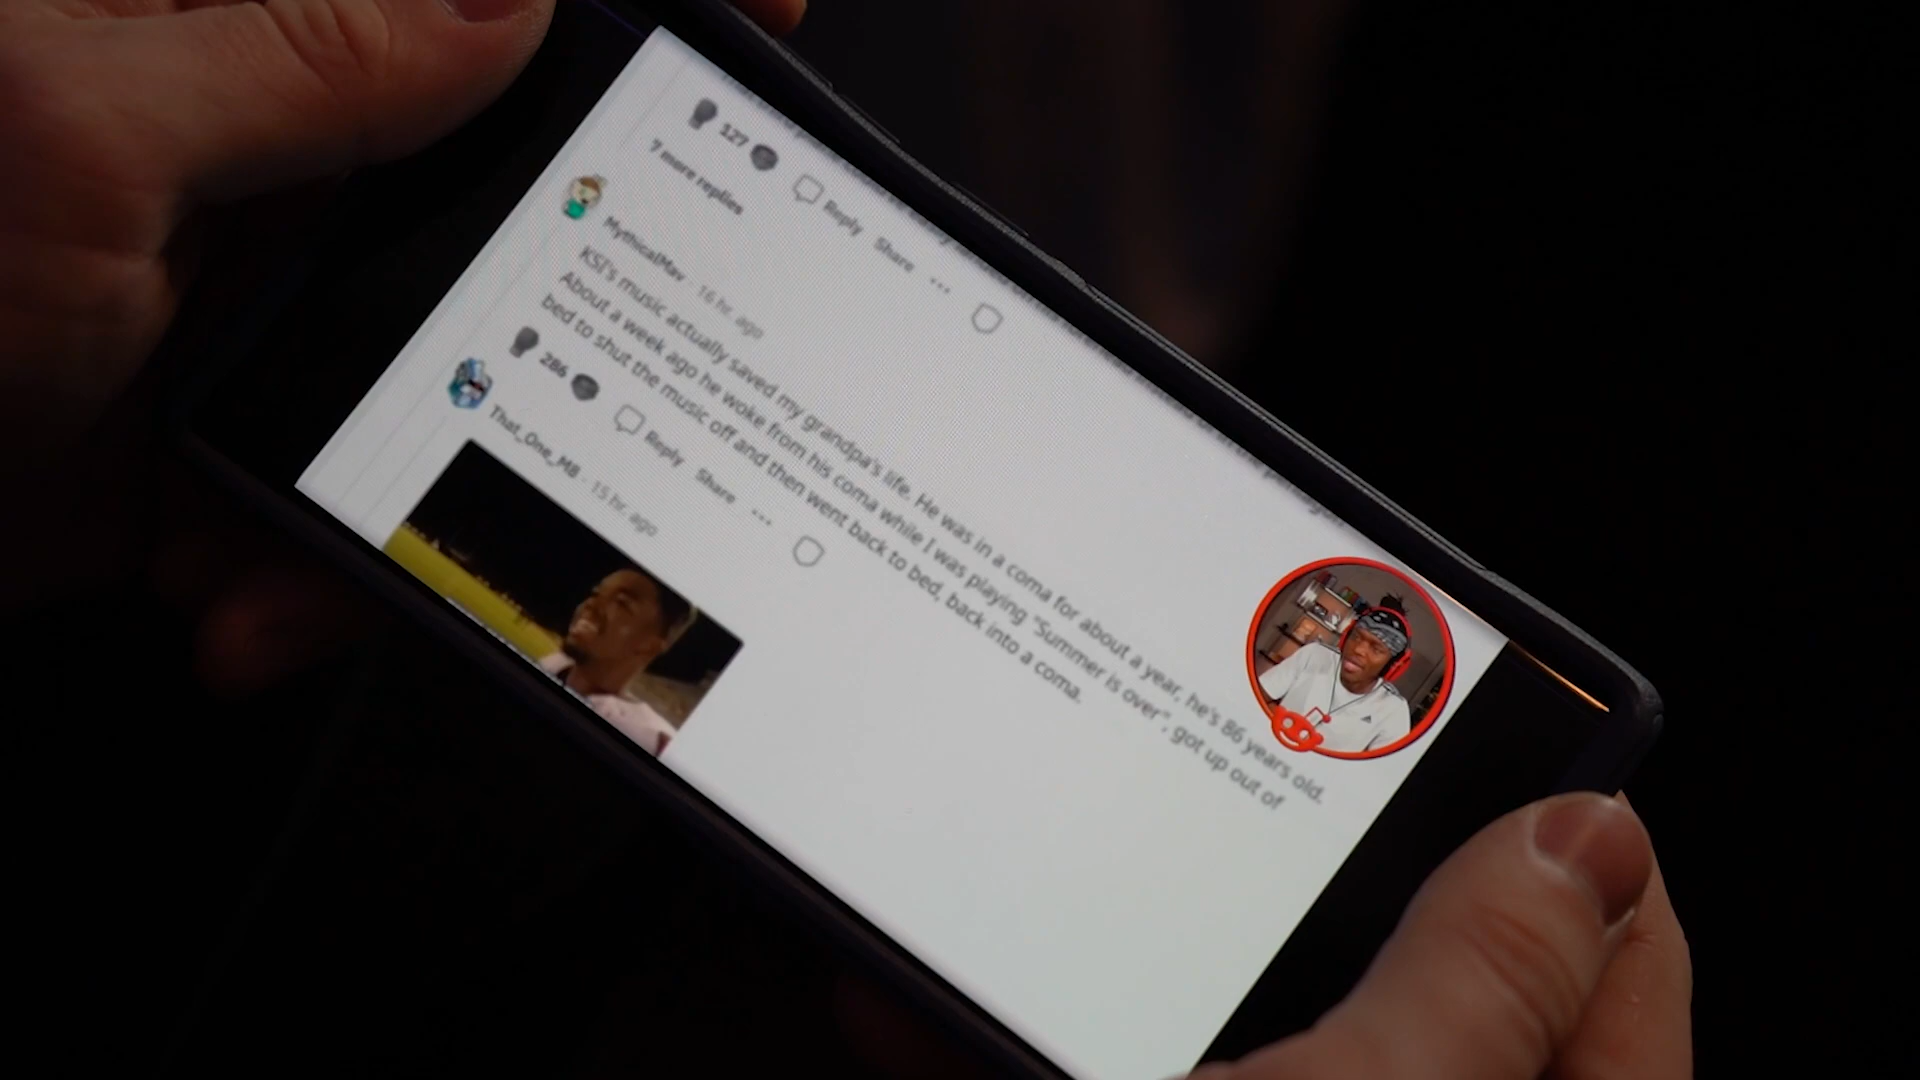 127
Reply Share ...
7 more replies
MythicalMav · 16 hr. ago
KSI's music actually saved my grandpa's life. He was in a coma for about a year, he's 86 years old.
About a week ago he woke from his coma while I was playing "Summer is over", got up out of
bed to shut the music off and then went back to bed, back into a coma.
286
Reply Share ...
That_One_MB · 15 hr. ago